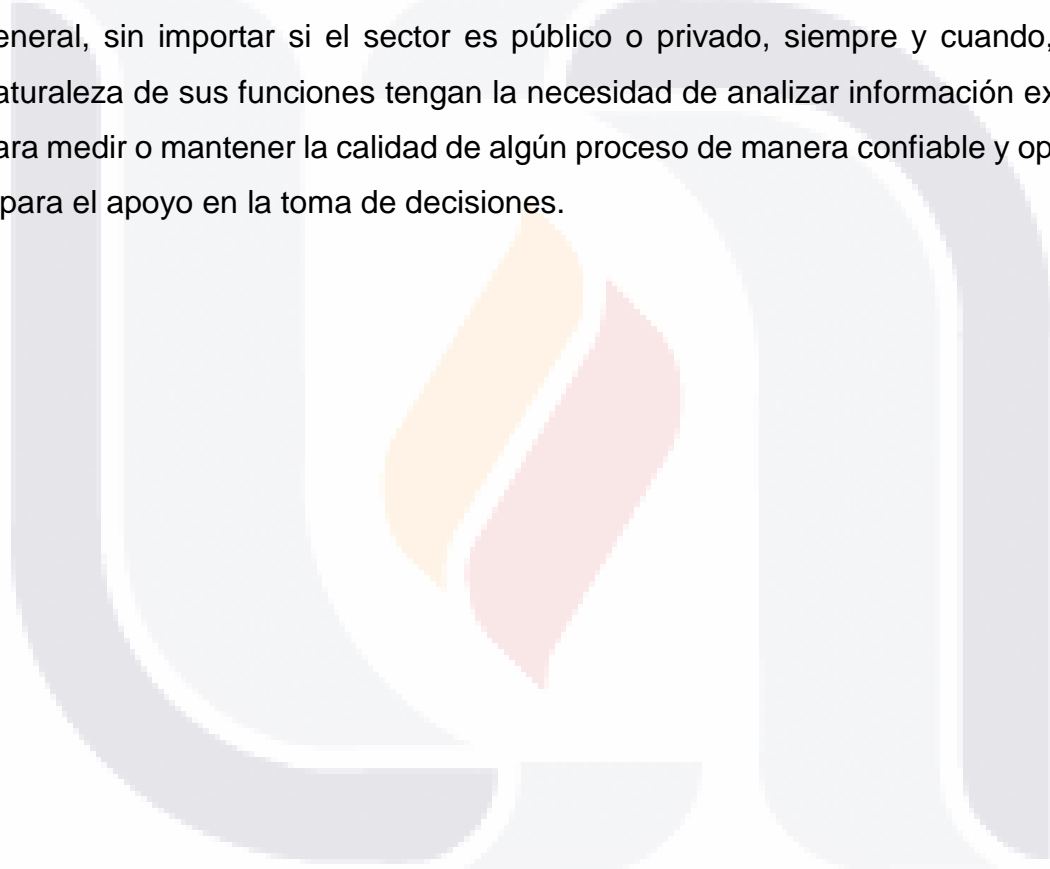 eneral, sin importar si el sector es público o privado, siempre y cuando,
aturaleza de sus funciones tengan la necesidad de analizar información ex
ara medir o mantener la calidad de algún proceso de manera confiable y op
para el apoyo en la toma de decisiones.